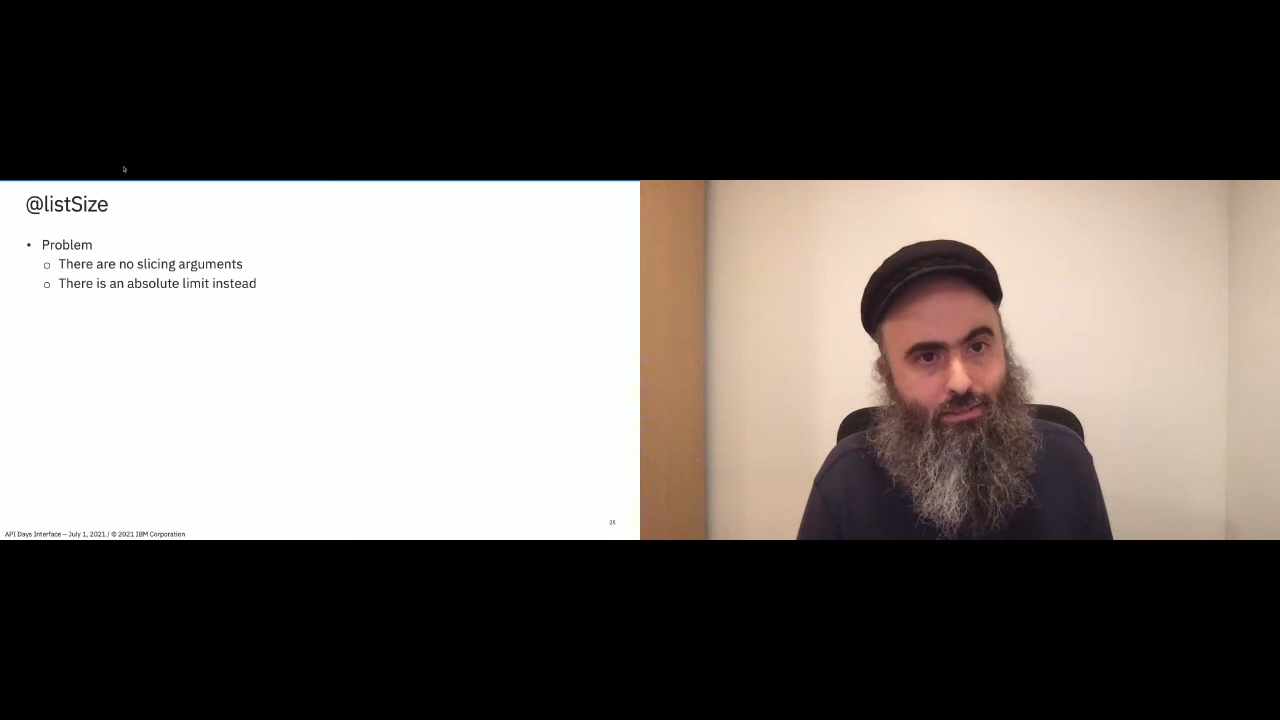 @listSize
• Problem
o There are no slicing arguments
o There is an absolute limit instead
25
API Days Interface – July 1, 2021 / © 2021 IBM Corporation